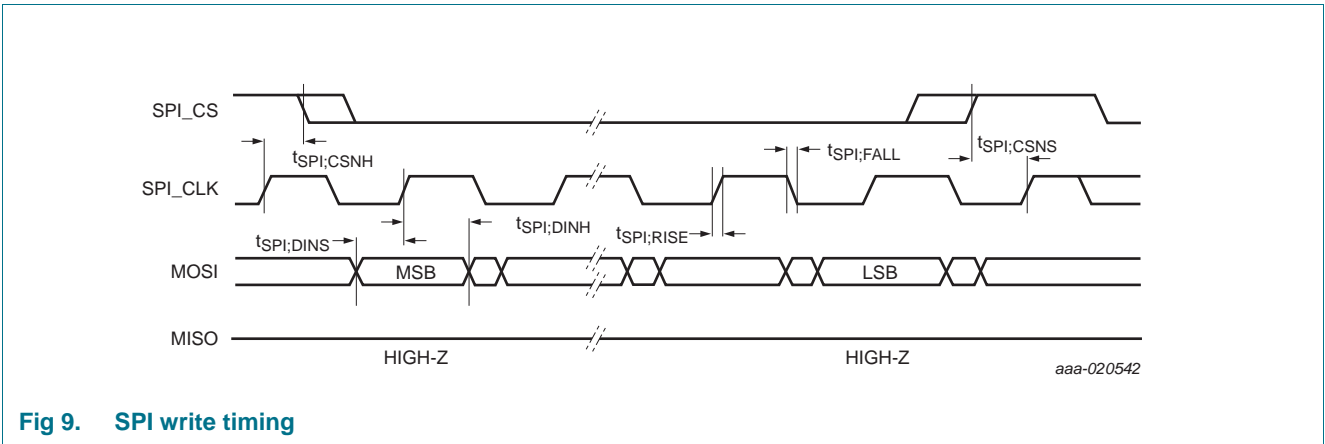 SPI_CS
tSPI;CSNH
tSPI;FALL
tSPI;CSNS
SPI_CLK
tSPI;DINS
tSPI;DINH
tSPI;RISE
MOSI
MSB
LSB
MISO
HIGH-Z
HIGH-Z
aaa-020542
Fig 9. SPI write timing